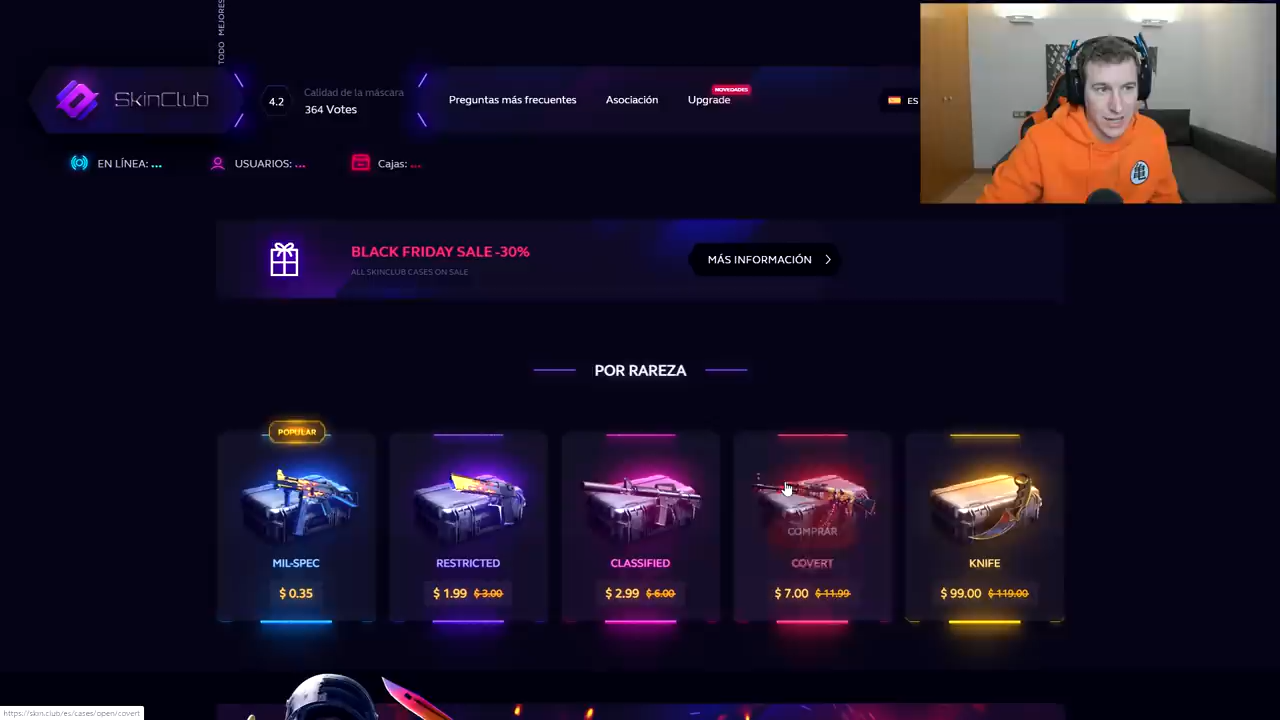 TODO MEJORES
SKINCLUB
4.2
Calidad de la máscara
364 Votes
Preguntas más frecuentes
Asociación
Upgrade
NOVEDADES
ES
EN LÍNEA: ...
USUARIOS: ...
Cajas: ...
BLACK FRIDAY SALE -30%
ALL SKINCLUB CASES ON SALE
MÁS INFORMACIÓN
POR RAREZA
POPULAR
MIL-SPEC
$ 0.35
RESTRICTED
$ 1.99 $ 3.00
CLASSIFIED
$ 2.99 $ 6.00
COMPRAR
COVERT
$ 7.00 $ 11.99
KNIFE
$ 99.00 $ 119.00
https://skin.club/es/cases/open/covert